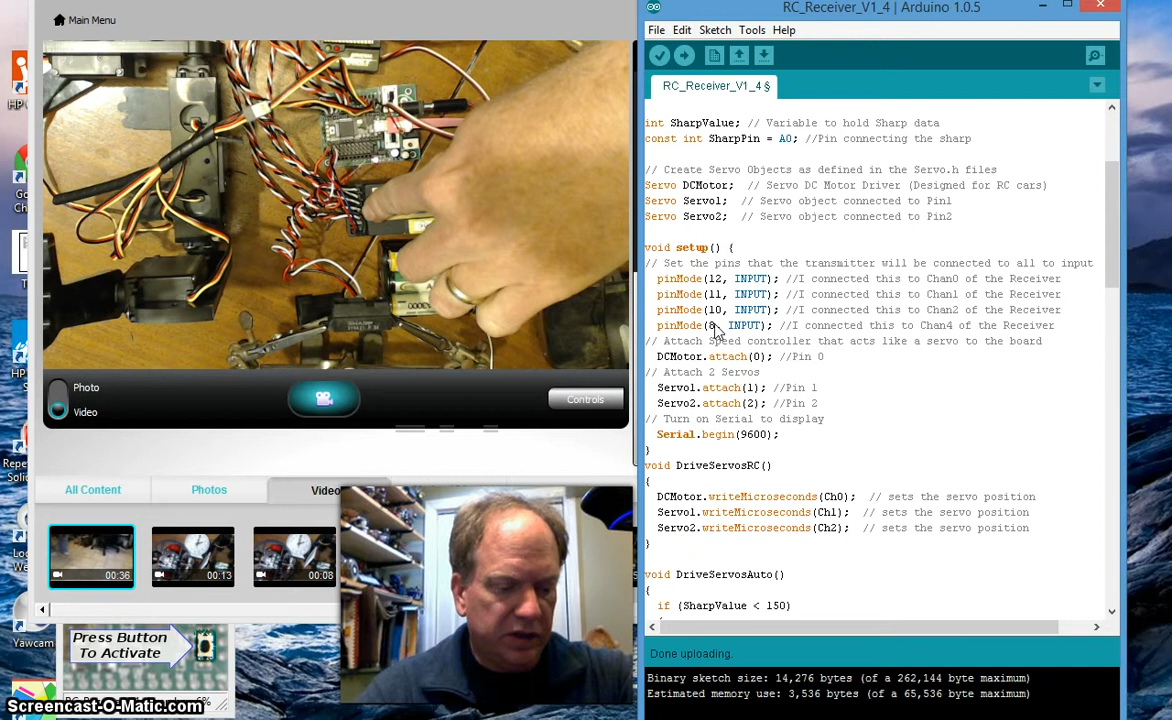 Main Menu
RC_Receiver_V1_4 | Arduino 1.0.5
File Edit Sketch Tools Help
RC_Receiver_V1_4 §
int SharpValue; // Variable to hold Sharp data
const int SharpPin = A0; //Pin connecting the sharp
// Create Servo Objects as defined in the Servo.h files
Servo DCMotor; // Servo DC Motor Driver (Designed for RC cars)
Servo Servo1; // Servo object connected to Pin1
Servo Servo2; // Servo object connected to Pin2
void setup() {
// Set the pins that the transmitter will be connected to all to input
pinMode(12, INPUT); //I connected this to Chan0 of the Receiver
pinMode(11, INPUT); //I connected this to Chan1 of the Receiver
pinMode(10, INPUT); //I connected this to Chan2 of the Receiver
pinMode(8, INPUT); //I connected this to Chan4 of the Receiver
// Attach Speed controller that acts like a servo to the board
DCMotor.attach(0); //Pin 0
// Attach 2 Servos
Servo1.attach(1); //Pin 1
Servo2.attach(2); //Pin 2
// Turn on Serial to display
Serial.begin(9600);
}
void DriveServosRC()
{
DCMotor.writeMicroseconds(Ch0); // sets the servo position
Servo1.writeMicroseconds(Ch1); // sets the servo position
Servo2.writeMicroseconds(Ch2); // sets the servo position
}
void DriveServosAuto()
{
if (SharpValue < 150)
Done uploading.
Binary sketch size: 14,276 bytes (of a 262,144 byte maximum)
Estimated memory use: 3,536 bytes (of a 65,536 byte maximum)
Photo
Video
Controls
All Content
Photos
Video
00:36
00:13
00:08
Press Button
To Activate
Yawcam
Screencast-O-Matic.com